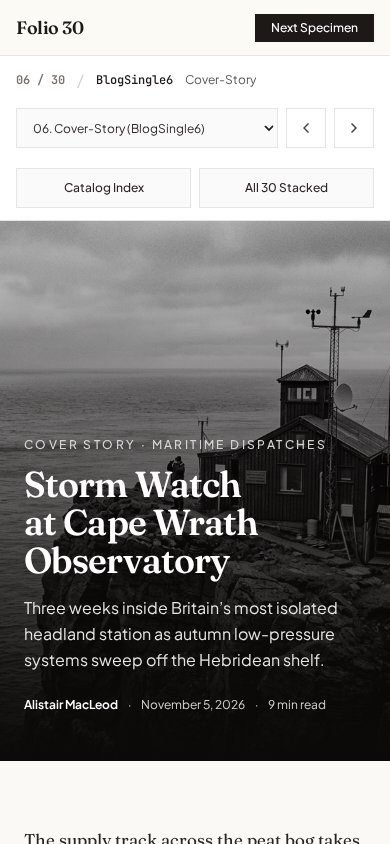 Folio 30
Next Specimen
06 / 30 / BlogSingle6 Cover-Story
06. Cover-Story (BlogSingle6)
Catalog Index
All 30 Stacked
COVER STORY · MARITIME DISPATCHES
Storm Watch
at Cape Wrath
Observatory
Three weeks inside Britain’s most isolated
headland station as autumn low-pressure
systems sweep off the Hebridean shelf.
Alistair MacLeod · November 5, 2026 · 9 min read
The supply track across the peat bog takes